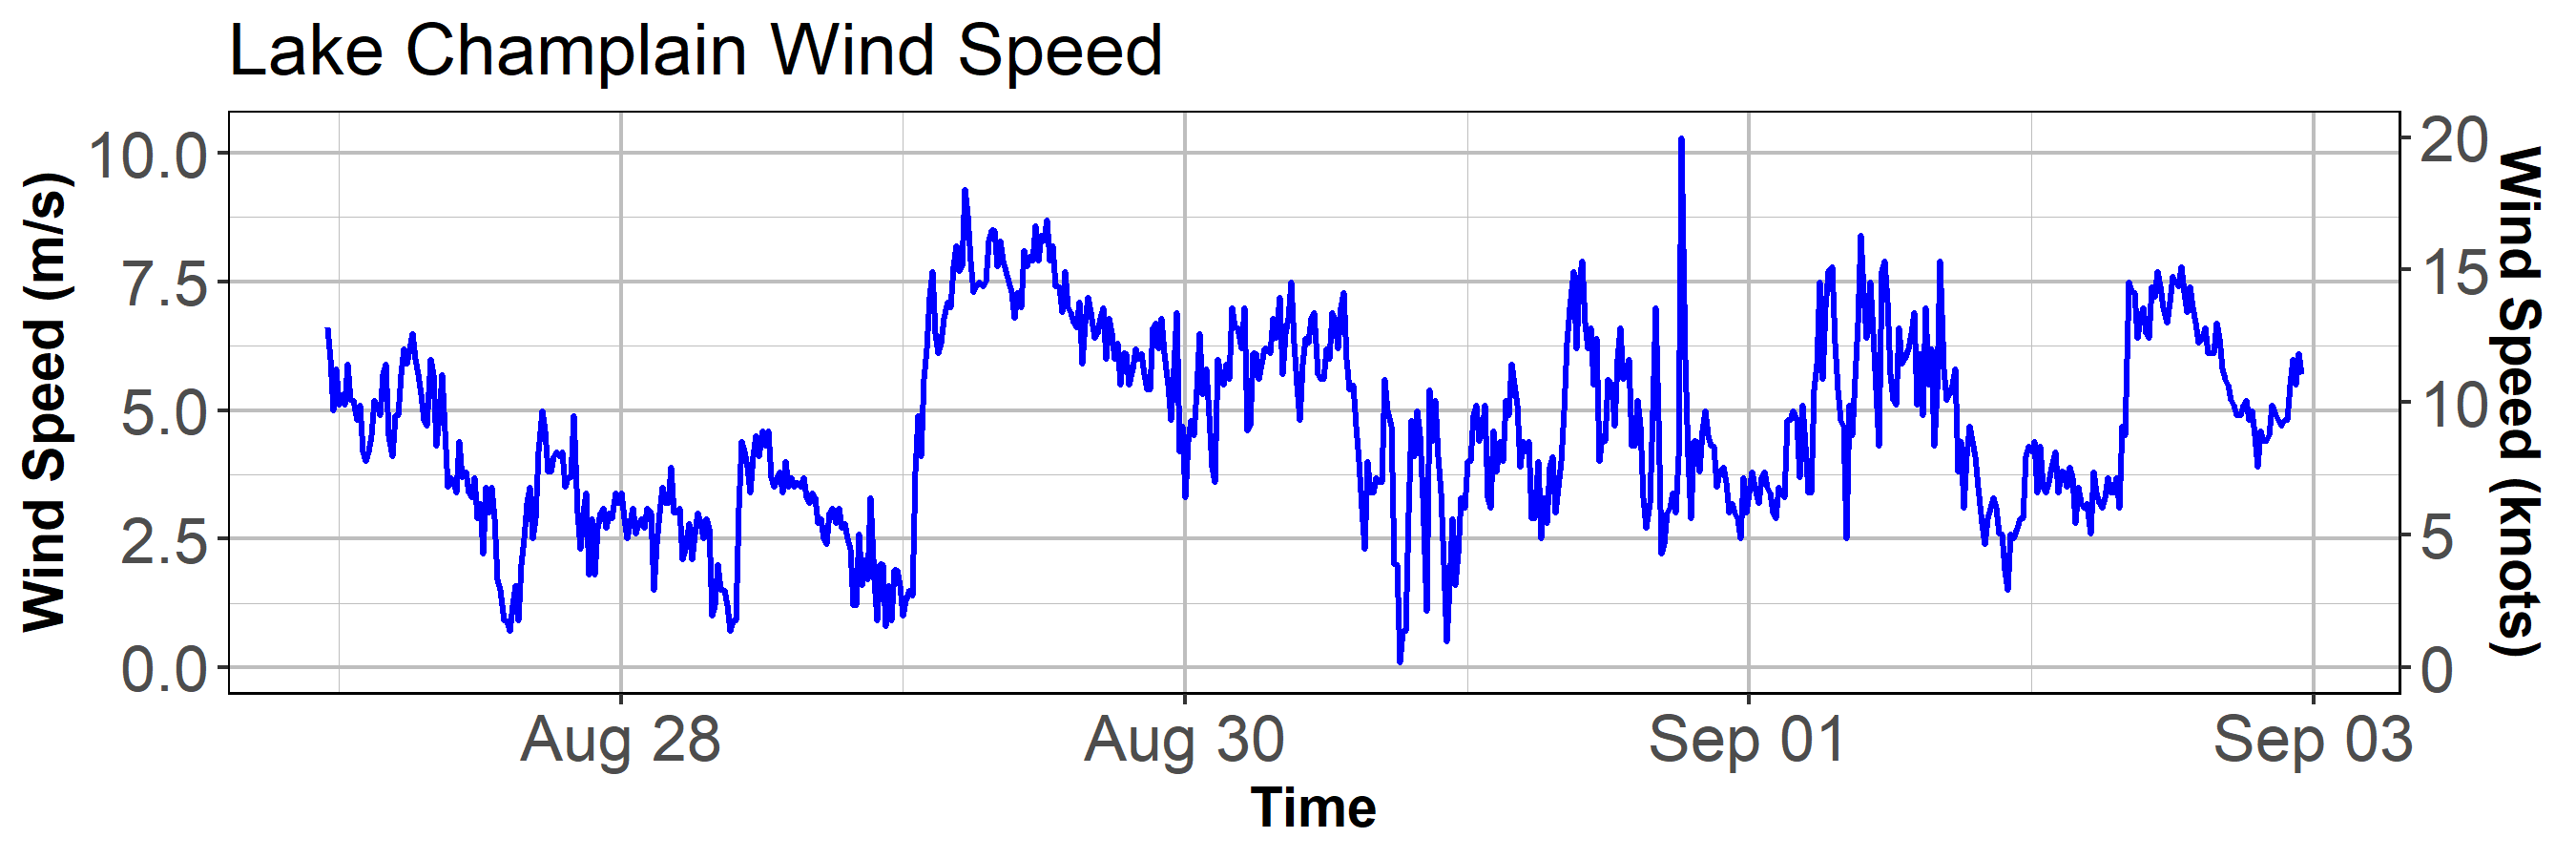 Lake Champlain Wind Speed
10.0
7.5
5.0
2.5
0.0
Wind Speed (m/s)
20
15
10
5
0
Wind Speed (knots)
Aug 28
Aug 30
Sep 01
Sep 03
Time